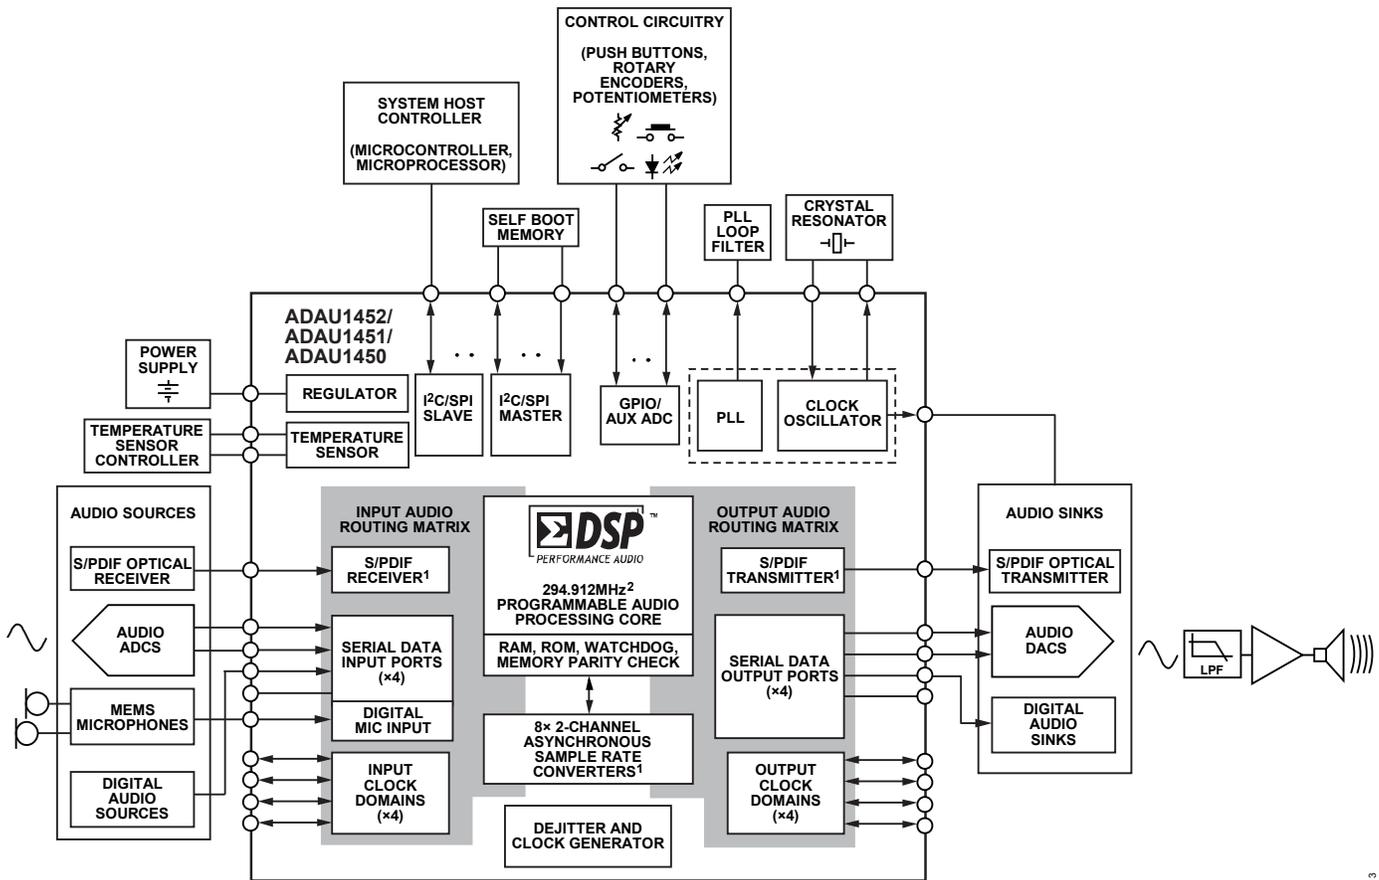 CONTROL CIRCUITRY
(PUSH BUTTONS,
ROTARY
ENCODERS,
POTENTIOMETERS)
SYSTEM HOST
CONTROLLER
(MICROCONTROLLER,
MICROPROCESSOR)
SELF BOOT
MEMORY
PLL
LOOP
FILTER
CRYSTAL
RESONATOR
ADAU1452/
ADAU1451/
ADAU1450
POWER
SUPPLY
REGULATOR
TEMPERATURE
SENSOR
CONTROLLER
TEMPERATURE
SENSOR
I²C/SPI
SLAVE
I²C/SPI
MASTER
GPIO/
AUX ADC
PLL
CLOCK
OSCILLATOR
AUDIO SOURCES
S/PDIF OPTICAL
RECEIVER
AUDIO
ADCS
MEMS
MICROPHONES
DIGITAL
AUDIO
SOURCES
INPUT AUDIO
ROUTING MATRIX
S/PDIF
RECEIVER¹
SERIAL DATA
INPUT PORTS
(×4)
DIGITAL
MIC INPUT
INPUT
CLOCK
DOMAINS
(×4)
ΣDSP™
PERFORMANCE AUDIO
294.912MHz²
PROGRAMMABLE AUDIO
PROCESSING CORE
RAM, ROM, WATCHDOG,
MEMORY PARITY CHECK
8× 2-CHANNEL
ASYNCHRONOUS
SAMPLE RATE
CONVERTERS¹
DEJITTER AND
CLOCK GENERATOR
OUTPUT AUDIO
ROUTING MATRIX
S/PDIF
TRANSMITTER¹
SERIAL DATA
OUTPUT PORTS
(×4)
OUTPUT
CLOCK
DOMAINS
(×4)
AUDIO SINKS
S/PDIF OPTICAL
TRANSMITTER
AUDIO
DACS
DIGITAL
AUDIO
SINKS
LPF
3